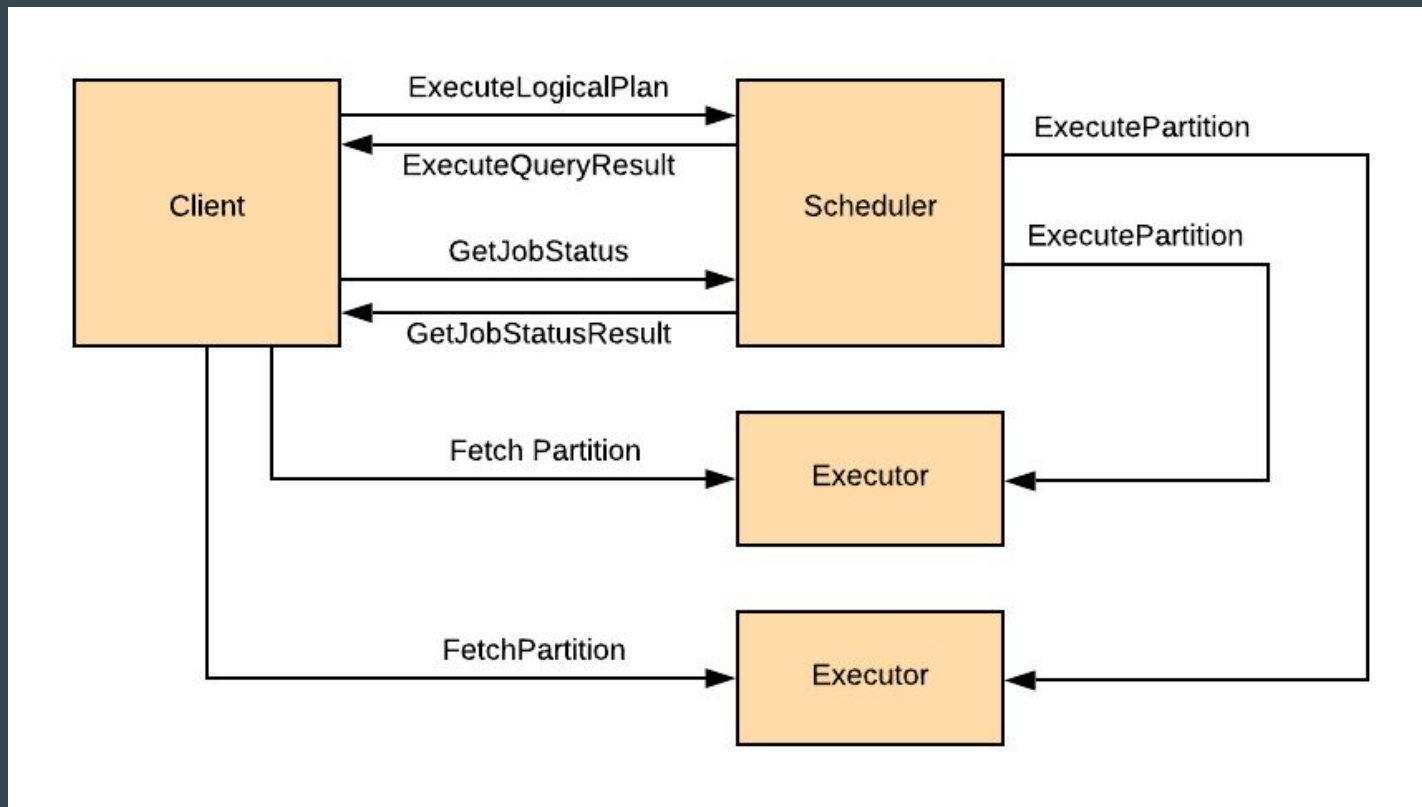 ExecuteLogicalPlan
ExecutePartition
ExecuteQueryResult
Client
Scheduler
ExecutePartition
GetJobStatus
GetJobStatusResult
Fetch Partition
Executor
FetchPartition
Executor